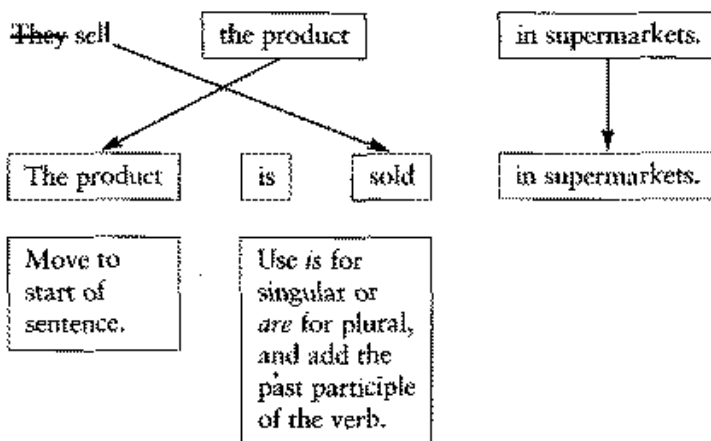 They sell the product in supermarkets.
The product is sold in supermarkets.
Move to
start of
sentence.
Use is for
singular or
are for plural,
and add the
past participle
of the verb.